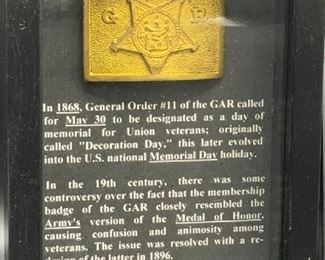 G R
In 1868, General Order #11 of the GAR called
for May 30 to be designated as a day of
memorial for Union veterans; originally
called "Decoration Day," this later evolved
into the U.S. national Memorial Day holiday.
In the 19th century, there was some
controversy over the fact that the membership
badge of the GAR closely resembled the
Army's version of the Medal of Honor,
causing confusion and animosity among
veterans. The issue was resolved with a re-
design of the latter in 1896.